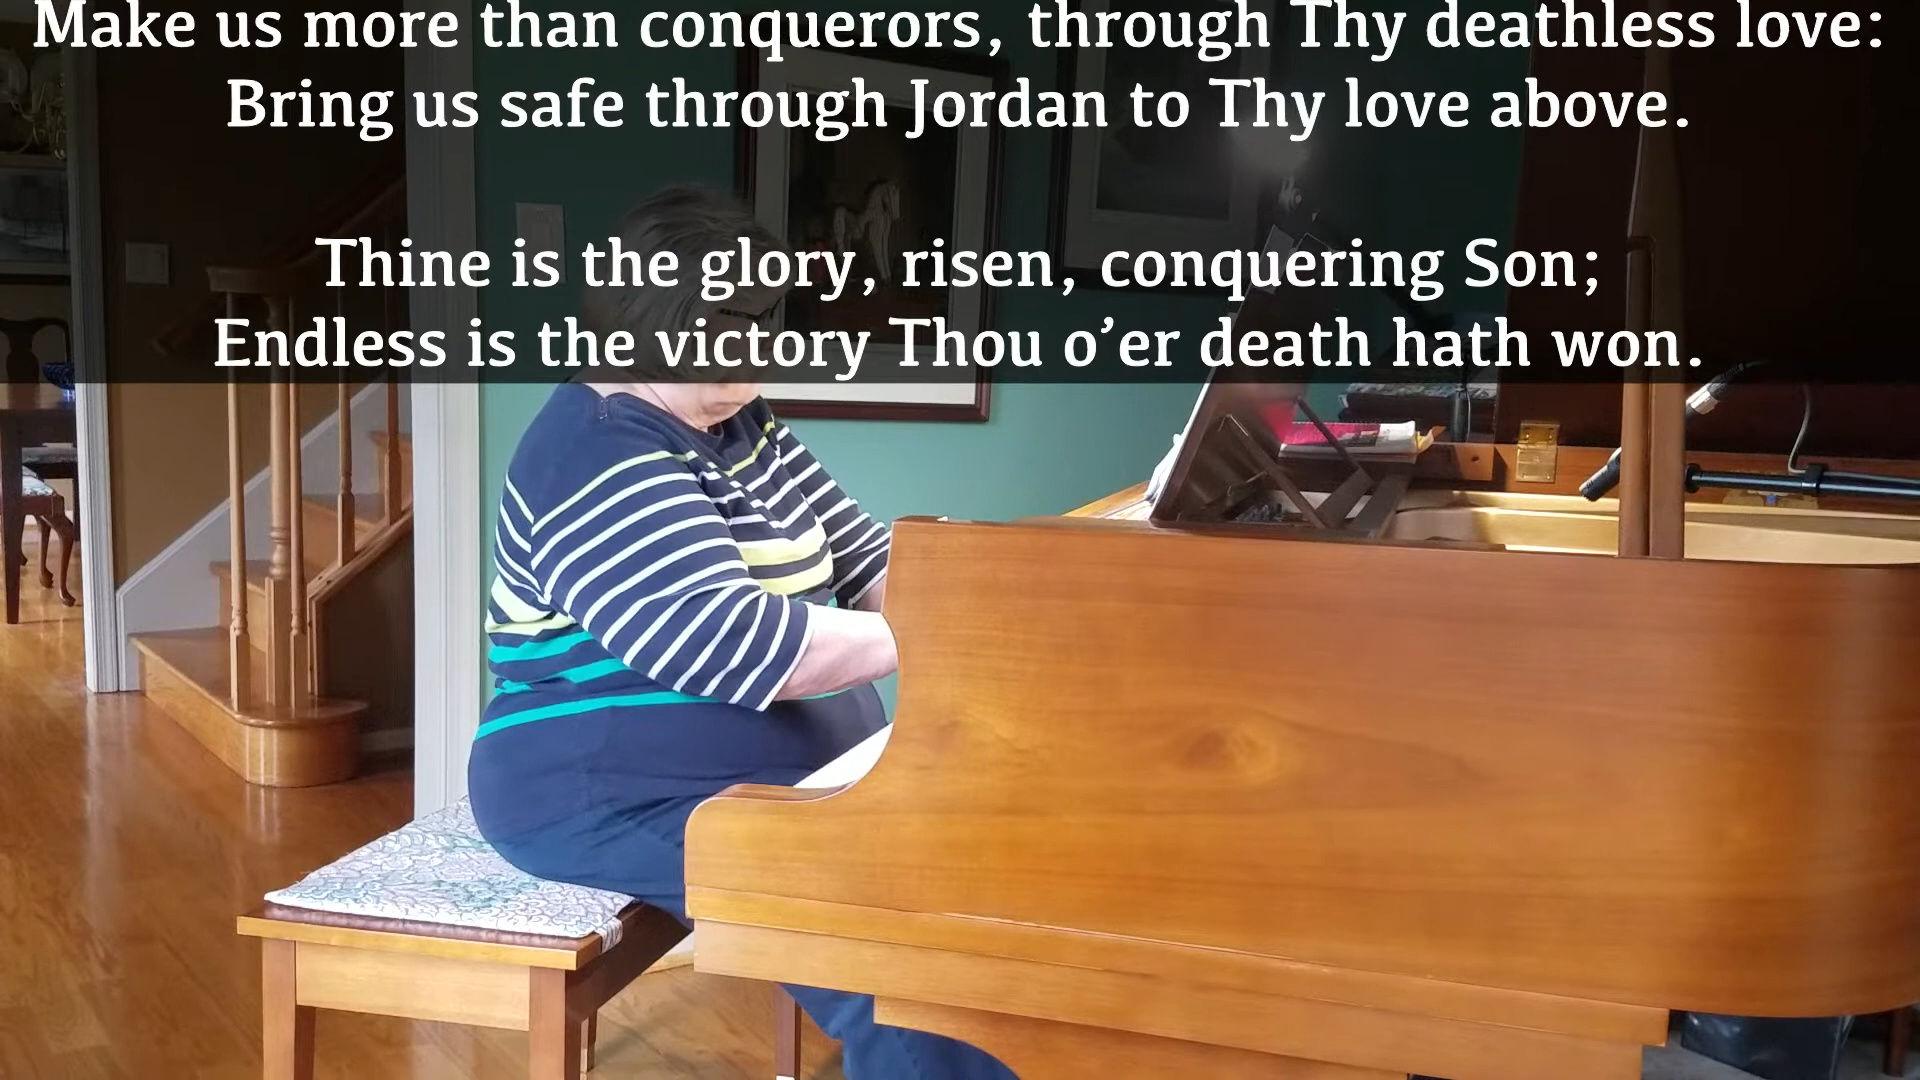 Make us more than conquerors, through Thy deathless love:
Bring us safe through Jordan to Thy love above.
Thine is the glory, risen, conquering Son;
Endless is the victory Thou o’er death hath won.